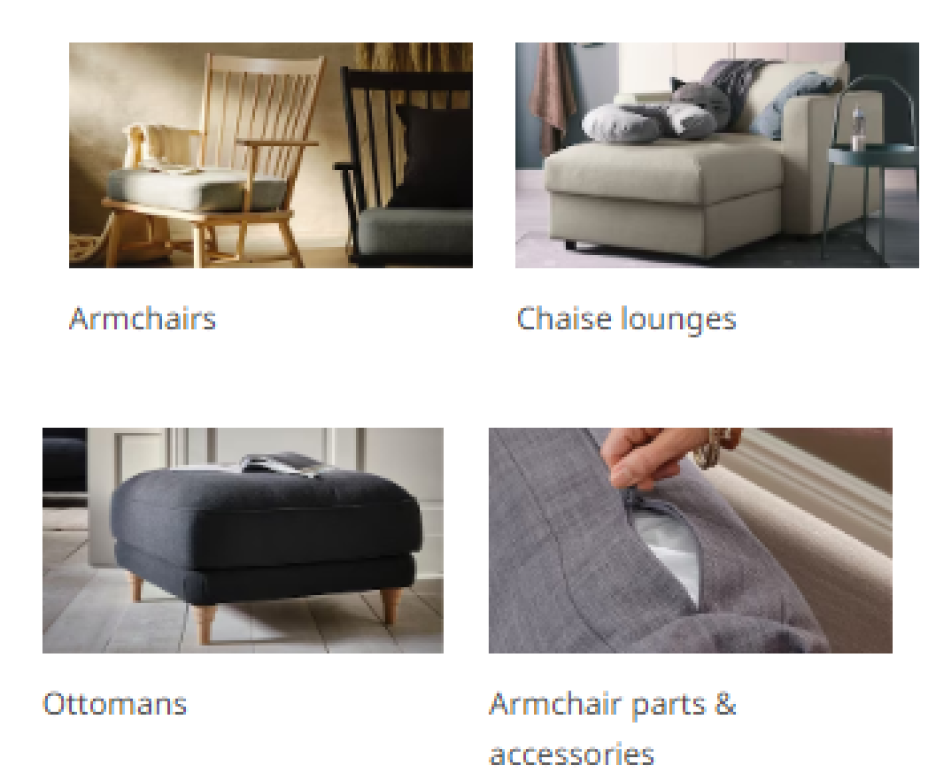 Armchairs
Chaise lounges
Ottomans
Armchair parts &
accessories